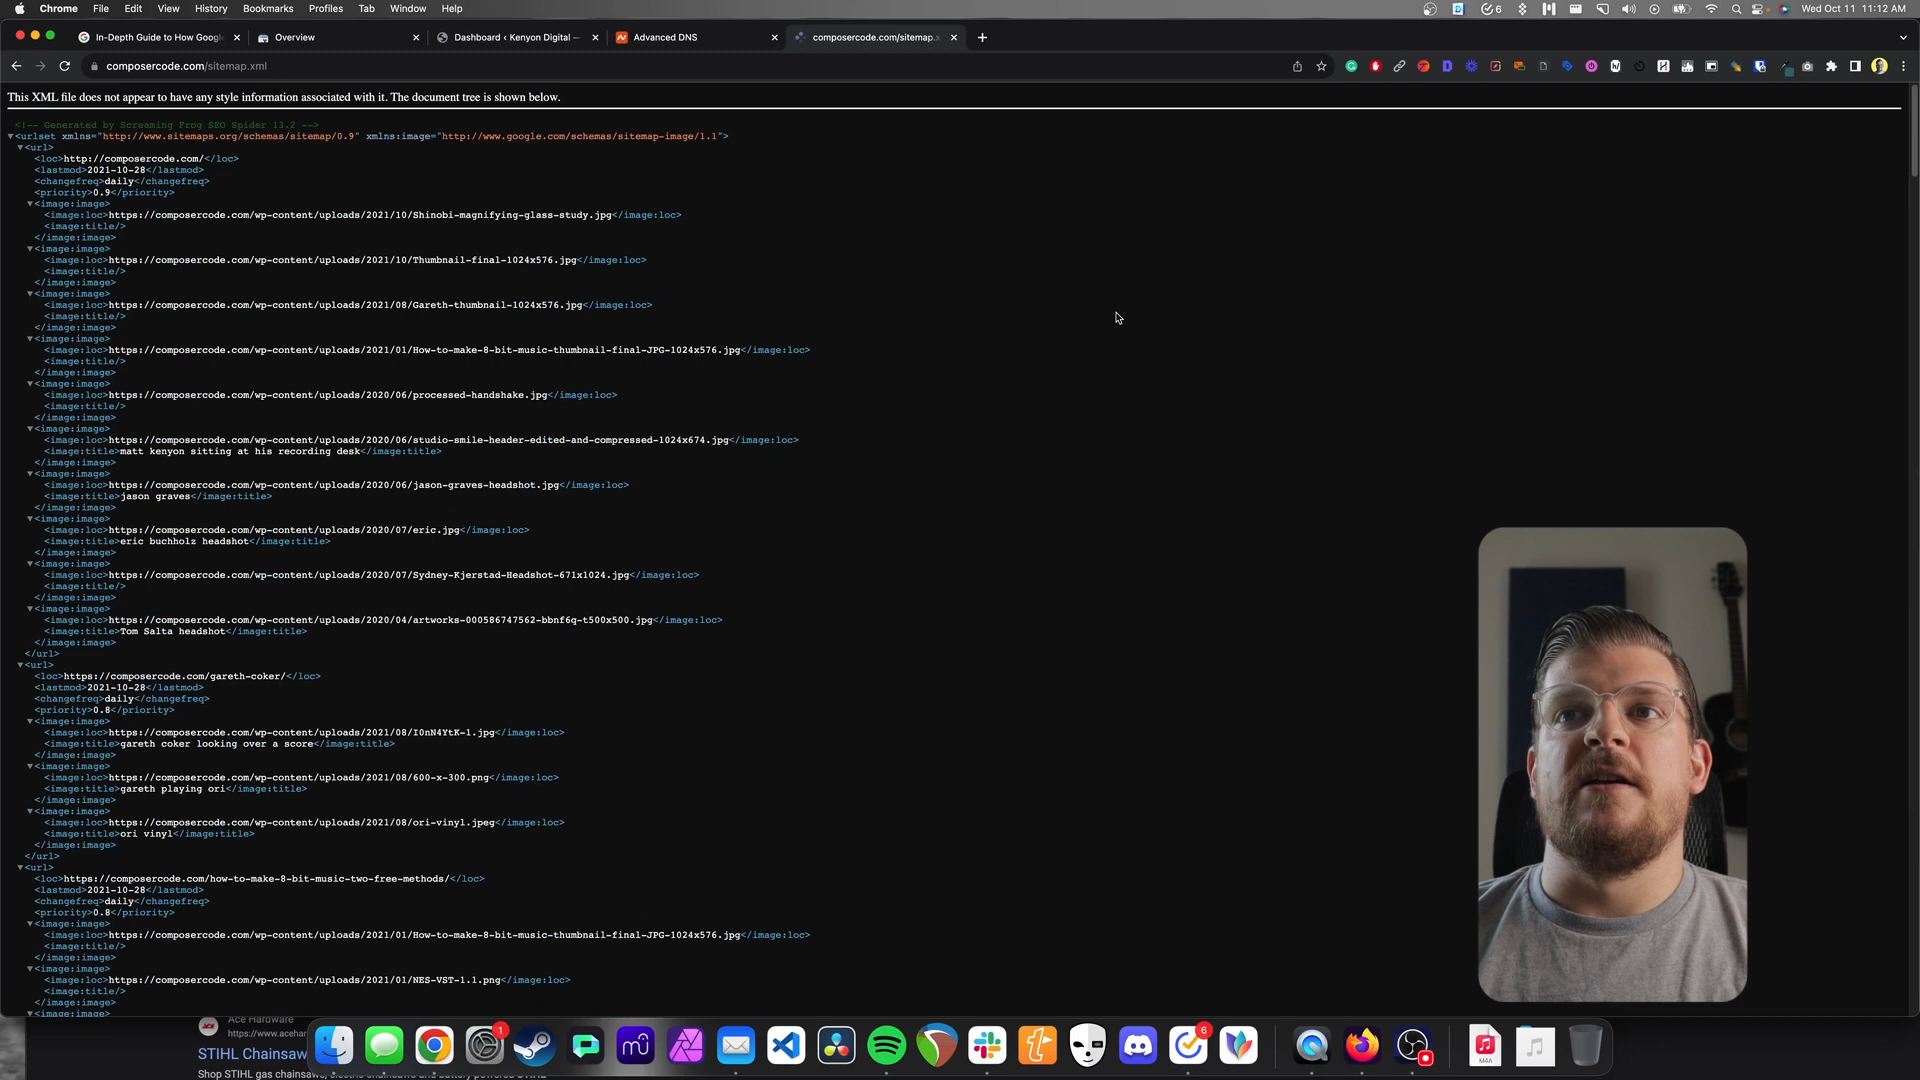 Chrome File Edit View History Bookmarks Profiles Tab Window Help
6
Wed Oct 11 11:12 AM
In-Depth Guide to How Googl
Overview
Dashboard ‹ Kenyon Digital —
Advanced DNS
composercode.com/sitemap.x
composercode.com/sitemap.xml
This XML file does not appear to have any style information associated with it. The document tree is shown below.
<!-- Generated by Screaming Frog SEO Spider 13.2 -->
▼<urlset xmlns="http://www.sitemaps.org/schemas/sitemap/0.9" xmlns:image="http://www.google.com/schemas/sitemap-image/1.1">
▼<url>
<loc>http://composercode.com/</loc>
<lastmod>2021-10-28</lastmod>
<changefreq>daily</changefreq>
<priority>0.9</priority>
▼<image:image>
<image:loc>https://composercode.com/wp-content/uploads/2021/10/Shinobi-magnifying-glass-study.jpg</image:loc>
<image:title/>
</image:image>
▼<image:image>
<image:loc>https://composercode.com/wp-content/uploads/2021/10/Thumbnail-final-1024x576.jpg</image:loc>
<image:title/>
</image:image>
▼<image:image>
<image:loc>https://composercode.com/wp-content/uploads/2021/08/Gareth-thumbnail-1024x576.jpg</image:loc>
<image:title/>
</image:image>
▼<image:image>
<image:loc>https://composercode.com/wp-content/uploads/2021/01/How-to-make-8-bit-music-thumbnail-final-JPG-1024x576.jpg</image:loc>
<image:title/>
</image:image>
▼<image:image>
<image:loc>https://composercode.com/wp-content/uploads/2020/06/processed-handshake.jpg</image:loc>
<image:title/>
</image:image>
▼<image:image>
<image:loc>https://composercode.com/wp-content/uploads/2020/06/studio-smile-header-edited-and-compressed-1024x674.jpg</image:loc>
<image:title>matt kenyon sitting at his recording desk</image:title>
</image:image>
▼<image:image>
<image:loc>https://composercode.com/wp-content/uploads/2020/06/jason-graves-headshot.jpg</image:loc>
<image:title>jason graves</image:title>
</image:image>
▼<image:image>
<image:loc>https://composercode.com/wp-content/uploads/2020/07/eric.jpg</image:loc>
<image:title>eric buchholz headshot</image:title>
</image:image>
▼<image:image>
<image:loc>https://composercode.com/wp-content/uploads/2020/07/Sydney-Kjerstad-Headshot-671x1024.jpg</image:loc>
<image:title/>
</image:image>
▼<image:image>
<image:loc>https://composercode.com/wp-content/uploads/2020/04/artworks-000586747562-bbnf6q-t500x500.jpg</image:loc>
<image:title>Tom Salta headshot</image:title>
</image:image>
</url>
▼<url>
<loc>https://composercode.com/gareth-coker/</loc>
<lastmod>2021-10-28</lastmod>
<changefreq>daily</changefreq>
<priority>0.8</priority>
▼<image:image>
<image:loc>https://composercode.com/wp-content/uploads/2021/08/I0nN4YtK-1.jpg</image:loc>
<image:title>gareth coker looking over a score</image:title>
</image:image>
▼<image:image>
<image:loc>https://composercode.com/wp-content/uploads/2021/08/600-x-300.png</image:loc>
<image:title>gareth playing ori</image:title>
</image:image>
▼<image:image>
<image:loc>https://composercode.com/wp-content/uploads/2021/08/ori-vinyl.jpeg</image:loc>
<image:title>ori vinyl</image:title>
</image:image>
</url>
▼<url>
<loc>https://composercode.com/how-to-make-8-bit-music-two-free-methods/</loc>
<lastmod>2021-10-28</lastmod>
<changefreq>daily</changefreq>
<priority>0.8</priority>
▼<image:image>
<image:loc>https://composercode.com/wp-content/uploads/2021/01/How-to-make-8-bit-music-thumbnail-final-JPG-1024x576.jpg</image:loc>
<image:title/>
</image:image>
▼<image:image>
<image:loc>https://composercode.com/wp-content/uploads/2021/01/NES-VST-1.1.png</image:loc>
<image:title/>
</image:image>
▼<image:image>
Ace Hardware
https://www.acehar
STIHL Chainsaw
1
6
M4A